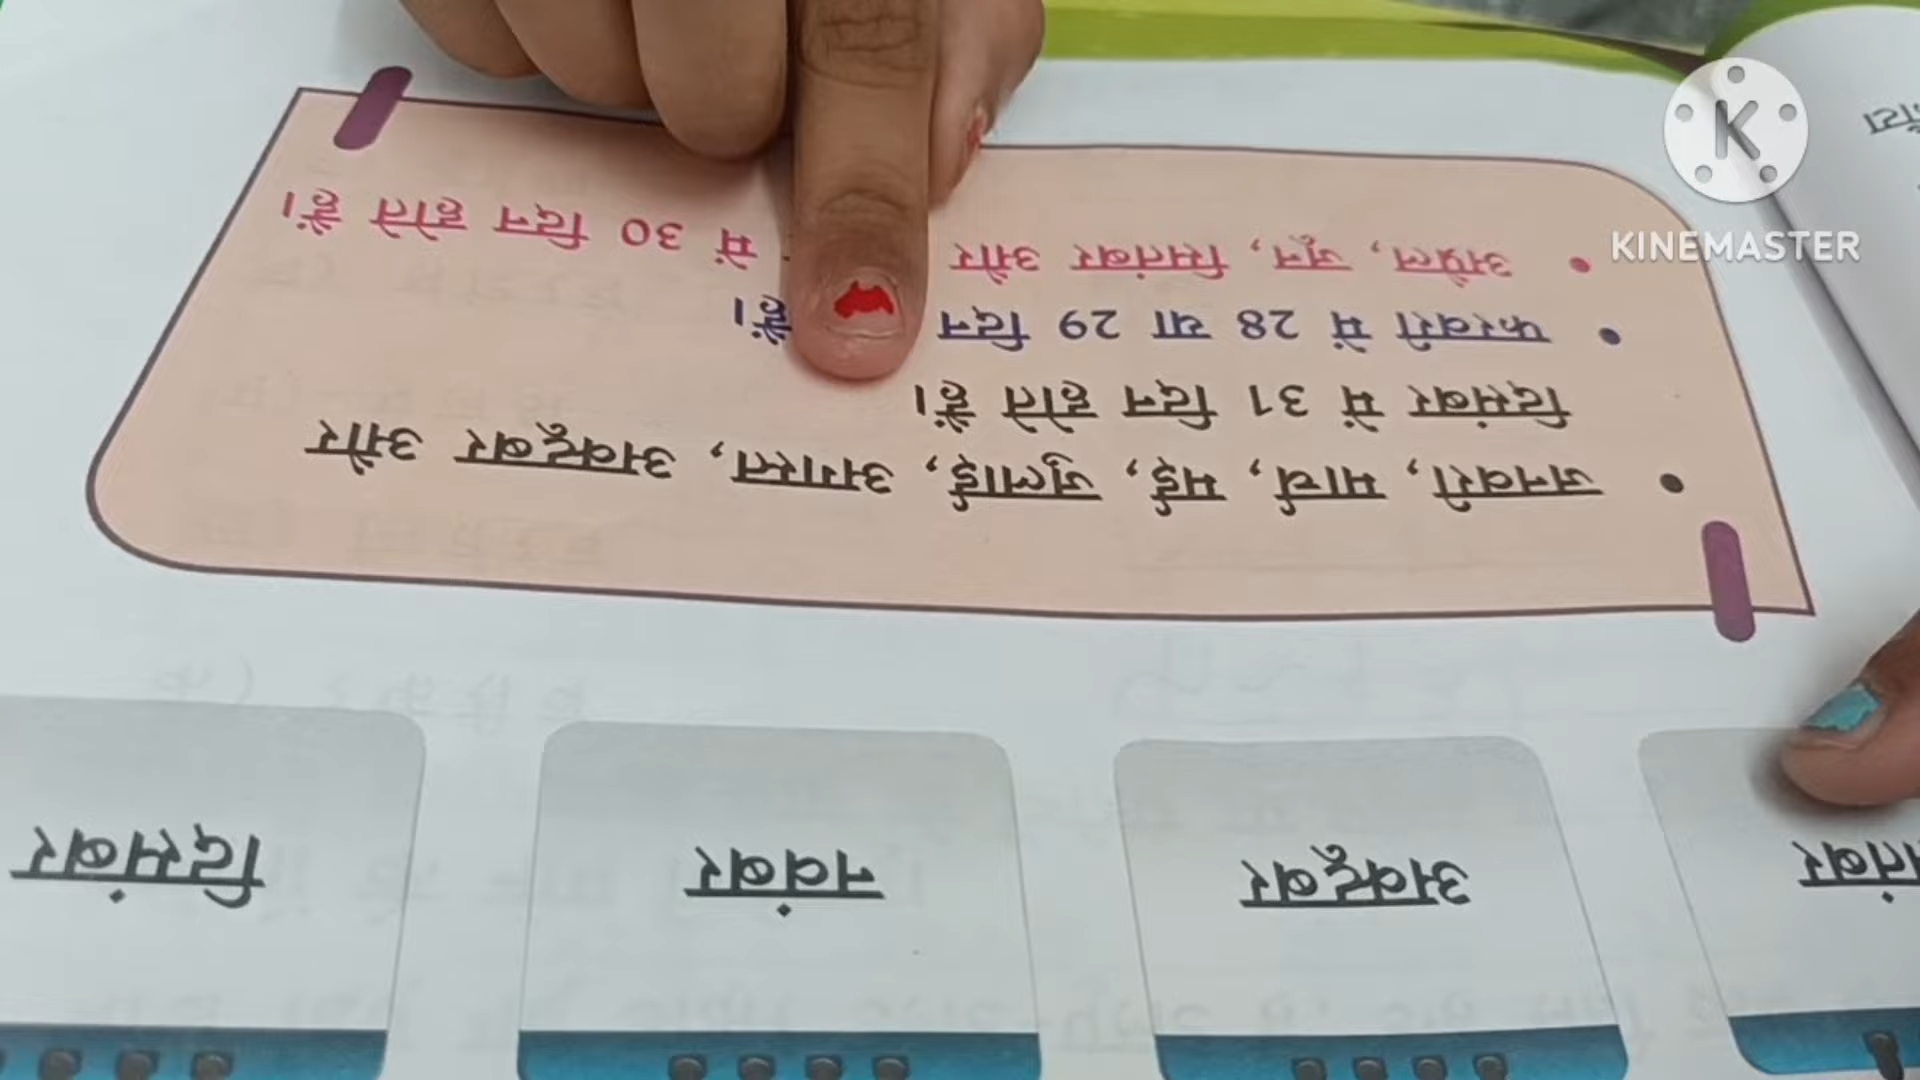 सितंबर
अक्टूबर
नवंबर
दिसंबर
• जनवरी, मार्च, मई, जुलाई, अगस्त, अक्टूबर और
दिसंबर में 31 दिन होते हैं।
• फरवरी में 28 या 29 दिन हैं।
• अप्रैल, जून, सितंबर और में 30 दिन होते हैं।
KINEMASTER